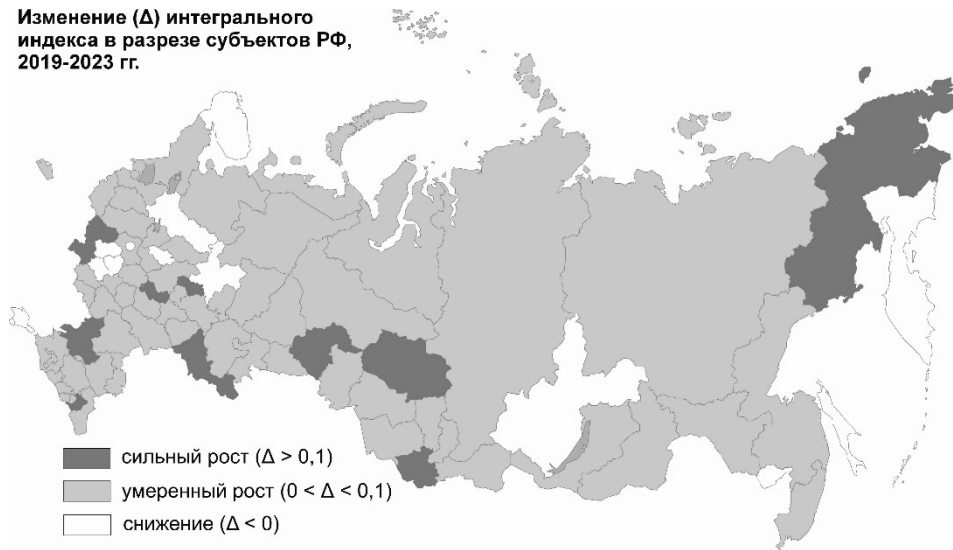 Изменение (Δ) интегрального
индекса в разрезе субъектов РФ,
2019-2023 гг.
сильный рост (Δ > 0,1)
умеренный рост (0 < Δ < 0,1)
снижение (Δ < 0)